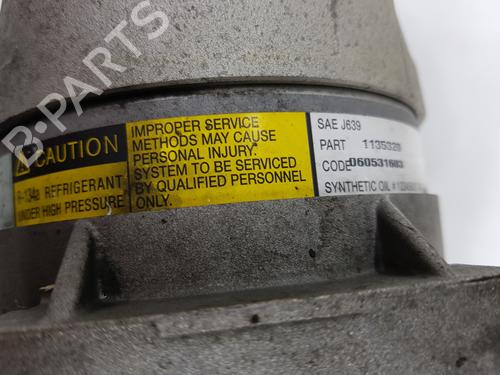 B-PARTS
CAUTION
R-134a REFRIGERANT
UNDER HIGH PRESSURE
IMPROPER SERVICE
METHODS MAY CAUSE
PERSONAL INJURY.
SYSTEM TO BE SERVICED
BY QUALIFIED PERSONNEL
ONLY.
SAE J639
PART 1135320
CODE D60531603
SYNTHETIC OIL